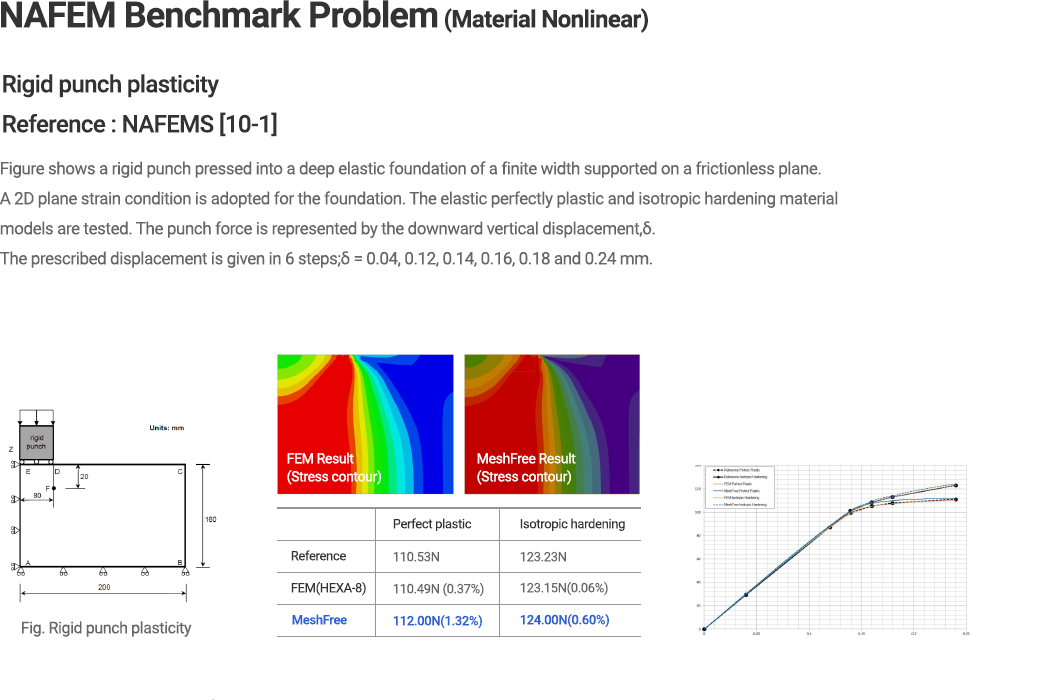 NAFEM Benchmark Problem (Material Nonlinear)
Rigid punch plasticity
Reference : NAFEMS [10-1]
Figure shows a rigid punch pressed into a deep elastic foundation of a finite width supported on a frictionless plane.
A 2D plane strain condition is adopted for the foundation. The elastic perfectly plastic and isotropic hardening material
models are tested. The punch force is represented by the downward vertical displacement,δ.
The prescribed displacement is given in 6 steps;δ = 0.04, 0.12, 0.14, 0.16, 0.18 and 0.24 mm.
Units: mm
rigid
punch
Z
E
D
C
20
F
80
160
A
B
200
Fig. Rigid punch plasticity
FEM Result
(Stress contour)
MeshFree Result
(Stress contour)
Perfect plastic
Isotropic hardening
Reference
110.53N
123.23N
FEM(HEXA-8)
110.49N (0.37%)
123.15N(0.06%)
MeshFree
112.00N(1.32%)
124.00N(0.60%)
Reference Perfect Plastic
Reference Isotropic Hardening
FEM Perfect Plastic
MeshFree Perfect Plastic
FEM Isotropic Hardening
MeshFree Isotropic Hardening
120
100
80
60
40
20
0
0
0.05
0.1
0.15
0.2
0.25